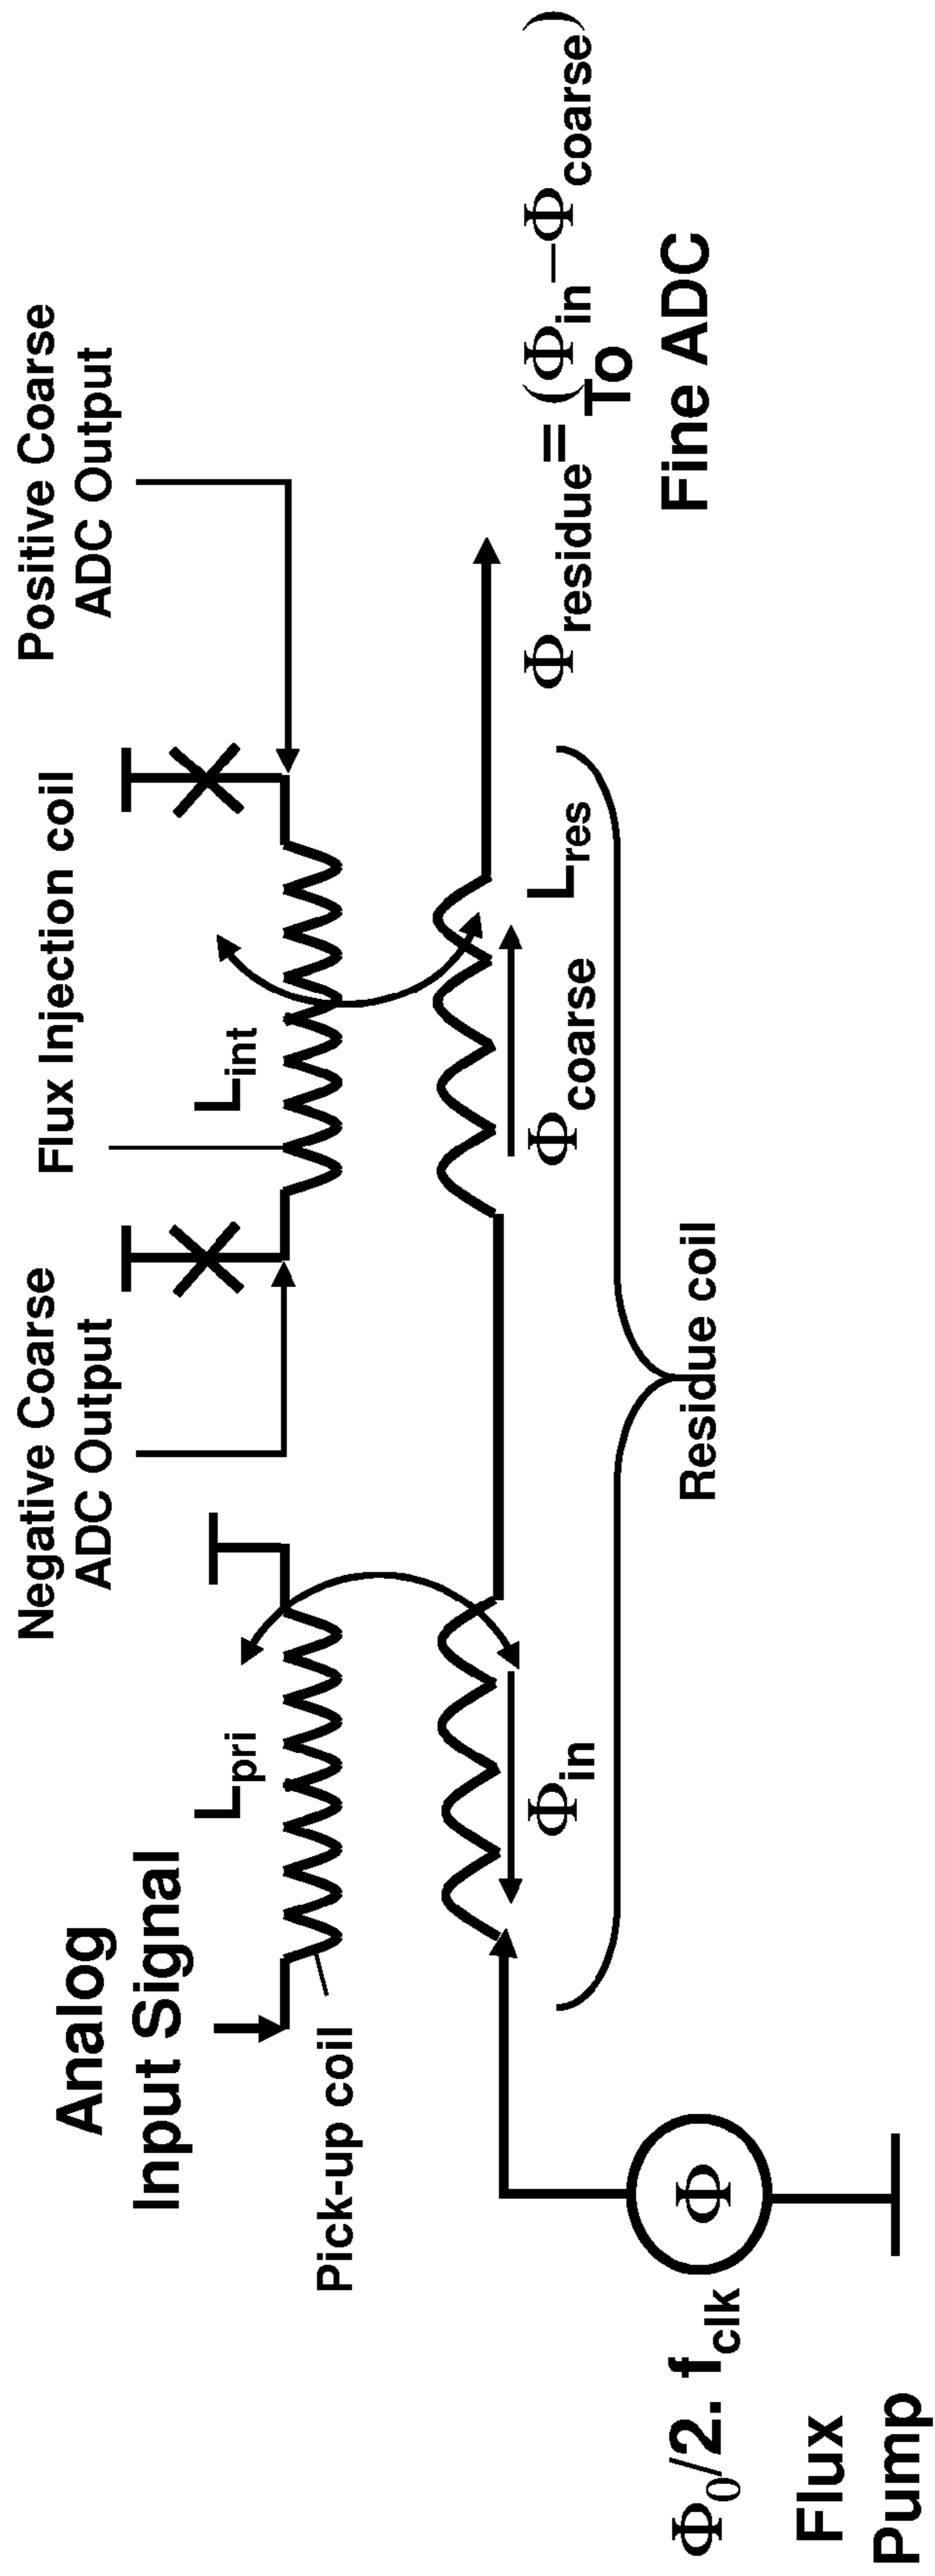 Analog
Input Signal
Negative Coarse
ADC Output
Flux Injection coil
Positive Coarse
ADC Output
Pick-up coil
L_pri
L_int
Φ_in
Φ_coarse
L_res
Φ_residue = (Φ_in − Φ_coarse)
To
Fine ADC
Residue coil
Φ
Φ_0/2. f_clk
Flux
Pump